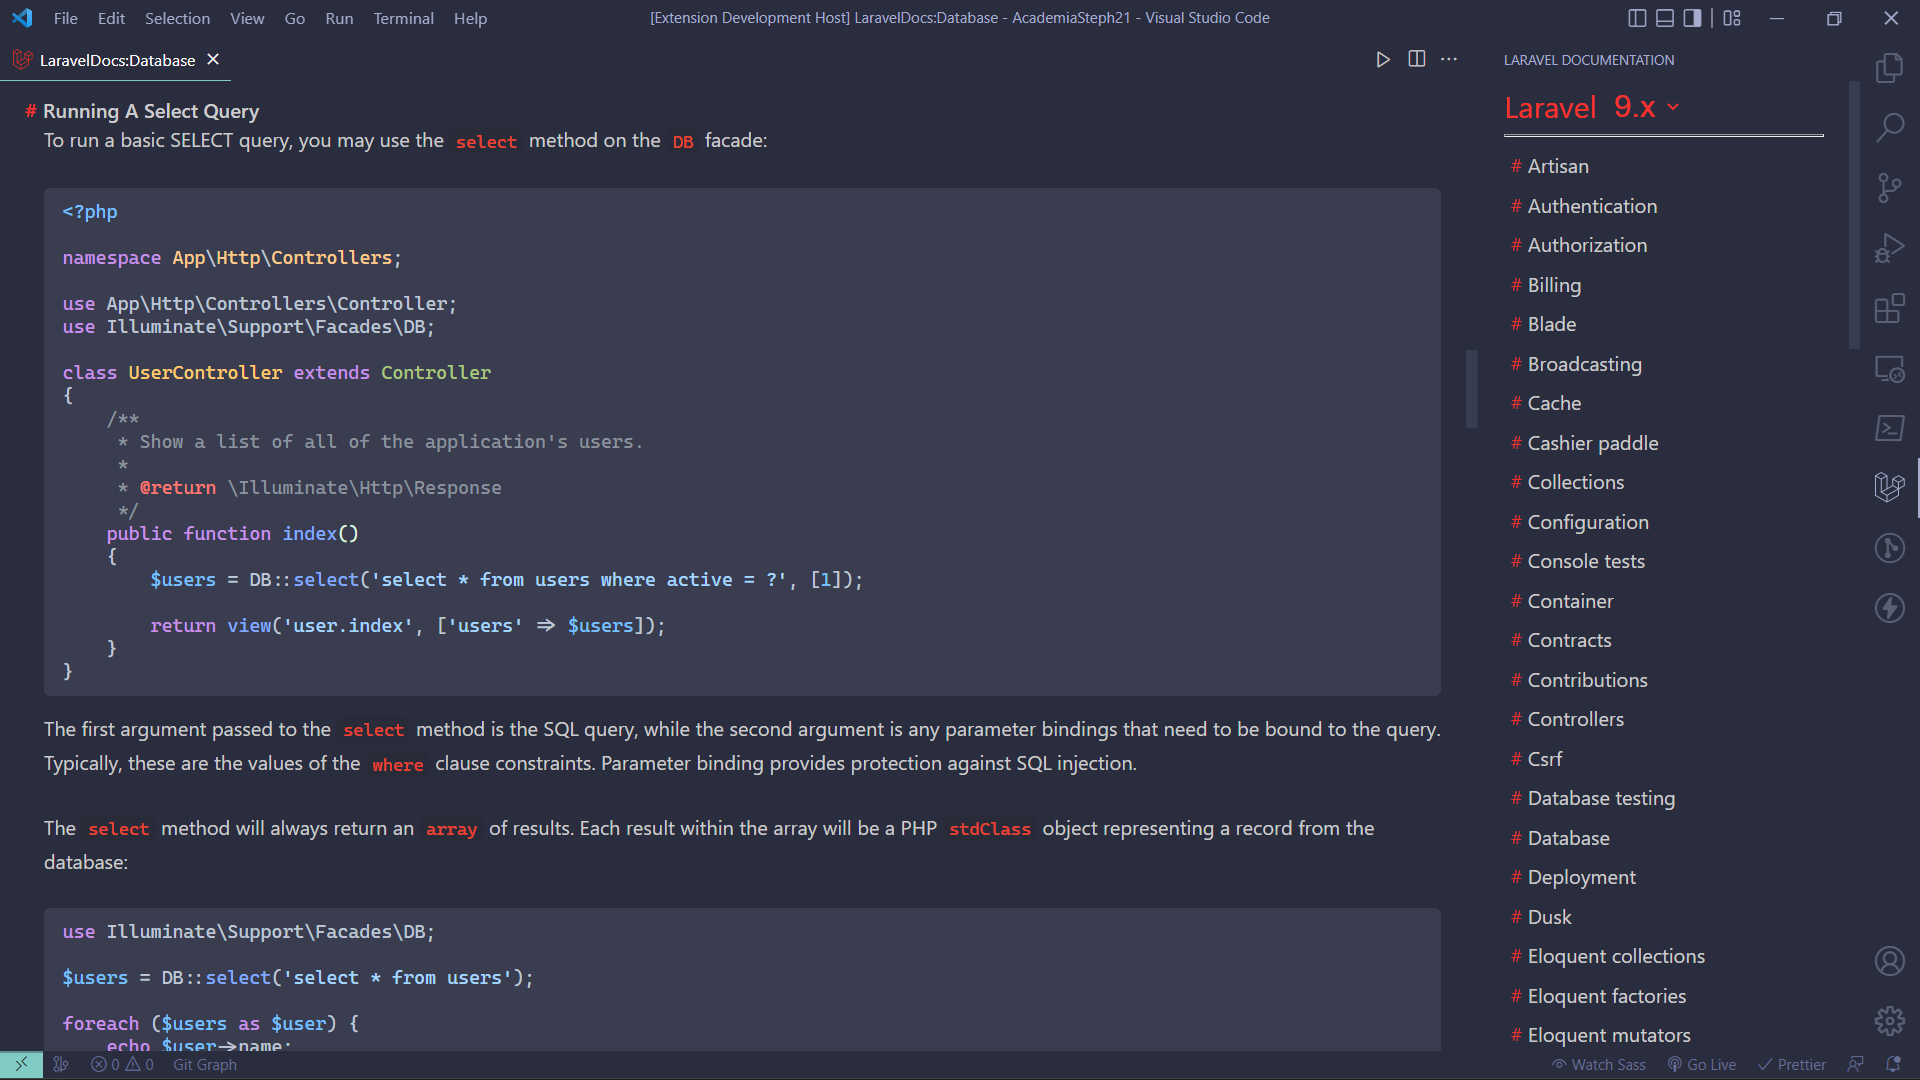 File Edit Selection View Go Run Terminal Help
[Extension Development Host] LaravelDocs:Database - AcademiaSteph21 - Visual Studio Code
LaravelDocs:Database
# Running A Select Query
To run a basic SELECT query, you may use the select method on the DB facade:
<?php
namespace App\Http\Controllers;
use App\Http\Controllers\Controller;
use Illuminate\Support\Facades\DB;
class UserController extends Controller
{
/**
* Show a list of all of the application's users.
*
* @return \Illuminate\Http\Response
*/
public function index()
{
$users = DB::select('select * from users where active = ?', [1]);
return view('user.index', ['users' => $users]);
}
}
The first argument passed to the select method is the SQL query, while the second argument is any parameter bindings that need to be bound to the query.
Typically, these are the values of the where clause constraints. Parameter binding provides protection against SQL injection.
The select method will always return an array of results. Each result within the array will be a PHP stdClass object representing a record from the
database:
use Illuminate\Support\Facades\DB;
$users = DB::select('select * from users');
foreach ($users as $user) {
echo $user->name;
LARAVEL DOCUMENTATION
Laravel 9.x
# Artisan
# Authentication
# Authorization
# Billing
# Blade
# Broadcasting
# Cache
# Cashier paddle
# Collections
# Configuration
# Console tests
# Container
# Contracts
# Contributions
# Controllers
# Csrf
# Database testing
# Database
# Deployment
# Dusk
# Eloquent collections
# Eloquent factories
# Eloquent mutators
0 0 Git Graph
Watch Sass Go Live Prettier